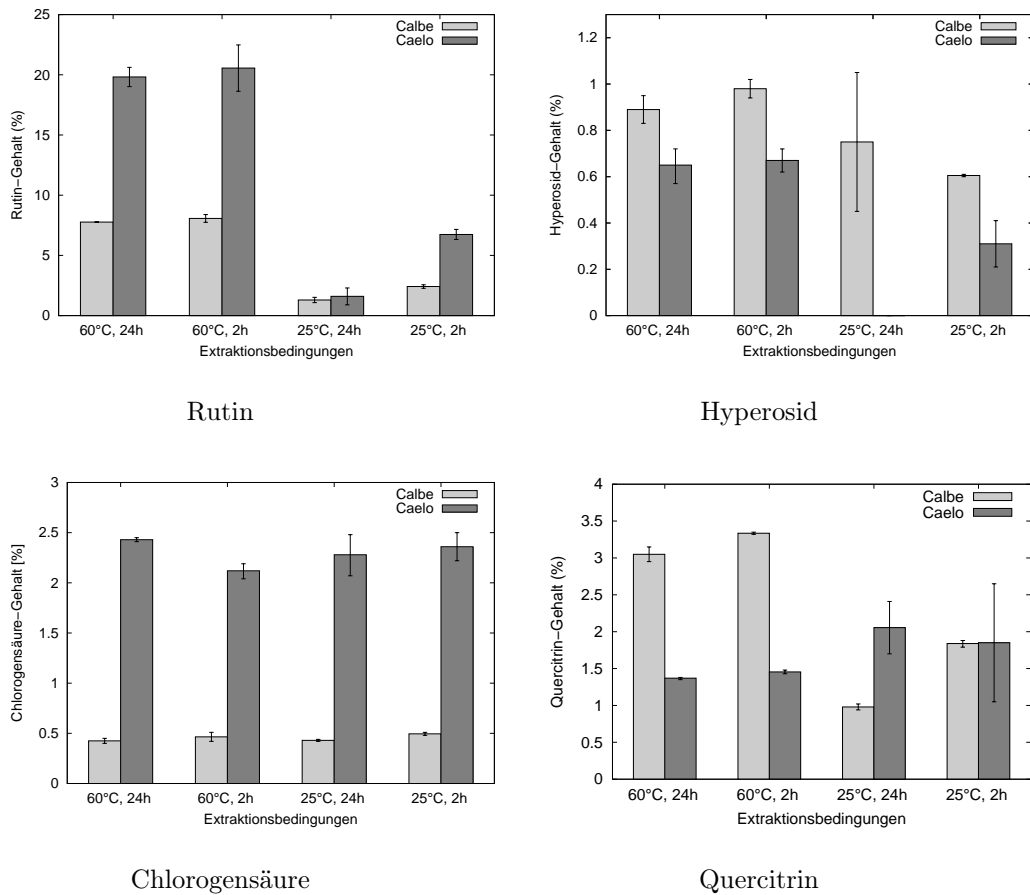 25
20
15
10
5
0
Rutin−Gehalt (%)
Calbe
Caelo
60°C, 24h
60°C, 2h
25°C, 24h
25°C, 2h
Extraktionsbedingungen
Rutin
1.2
1
0.8
0.6
0.4
0.2
0
Hyperosid−Gehalt (%)
Calbe
Caelo
60°C, 24h
60°C, 2h
25°C, 24h
25°C, 2h
Extraktionsbedingungen
Hyperosid
3
2.5
2
1.5
1
0.5
0
Chlorogensäure−Gehalt [%]
Calbe
Caelo
60°C, 24h
60°C, 2h
25°C, 24h
25°C, 2h
Extraktionsbedingungen
Chlorogensäure
4
3.5
3
2.5
2
1.5
1
0.5
0
Quercitrin−Gehalt (%)
Calbe
Caelo
60°C, 24h
60°C, 2h
25°C, 24h
25°C, 2h
Extraktionsbedingungen
Quercitrin